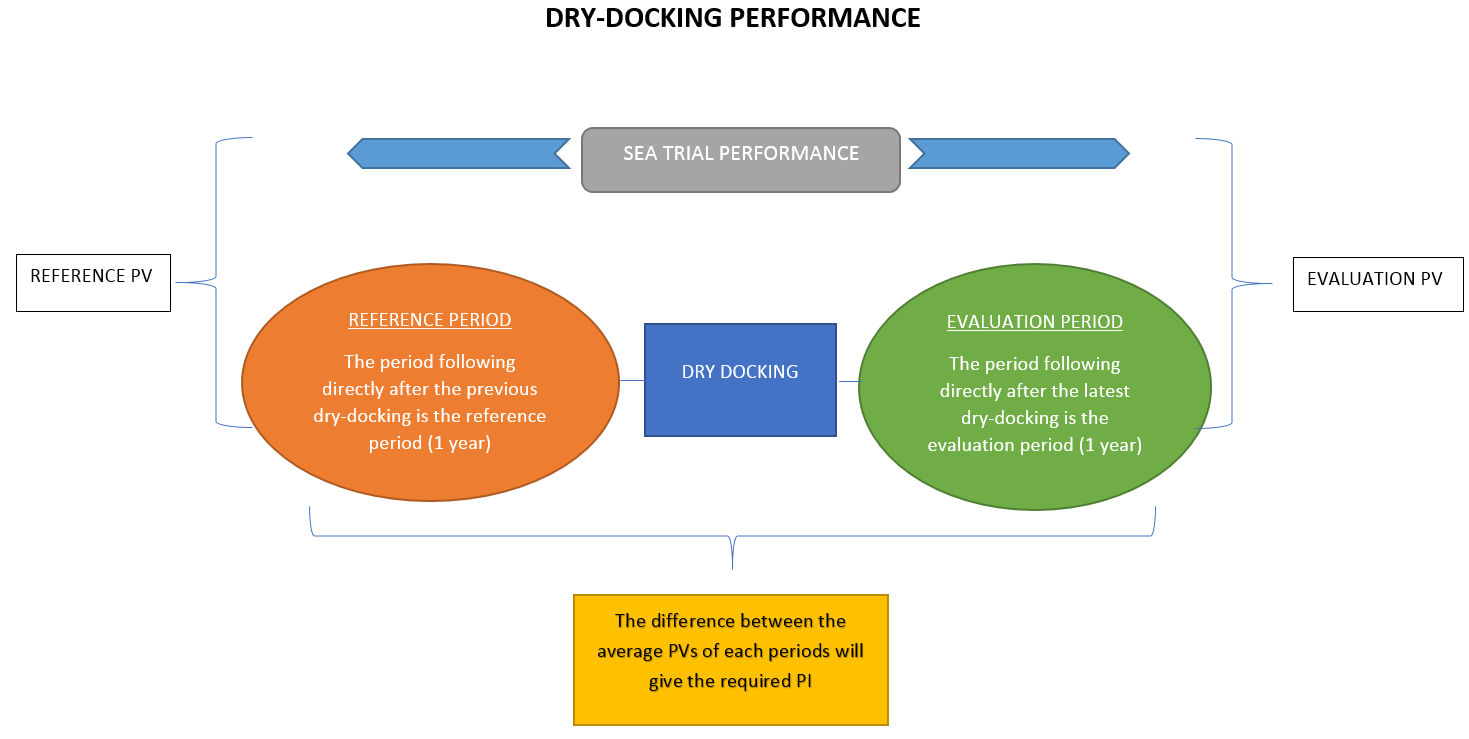 DRY-DOCKING PERFORMANCE
SEA TRIAL PERFORMANCE
REFERENCE PV
EVALUATION PV
REFERENCE PERIOD
The period following
directly after the previous
dry-docking is the reference
period (1 year)
DRY DOCKING
EVALUATION PERIOD
The period following
directly after the latest
dry-docking is the
evaluation period (1 year)
The difference between the
average PVs of each periods will
give the required PI